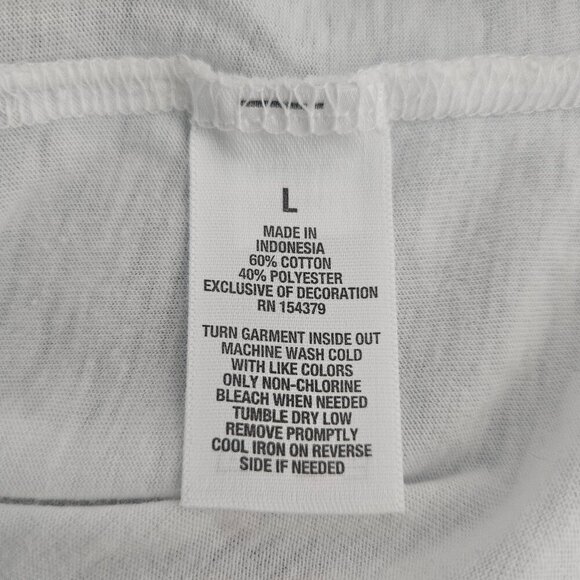 L
MADE IN
INDONESIA
60% COTTON
40% POLYESTER
EXCLUSIVE OF DECORATION
RN 154379
TURN GARMENT INSIDE OUT
MACHINE WASH COLD
WITH LIKE COLORS
ONLY NON-CHLORINE
BLEACH WHEN NEEDED
TUMBLE DRY LOW
REMOVE PROMPTLY
COOL IRON ON REVERSE
SIDE IF NEEDED